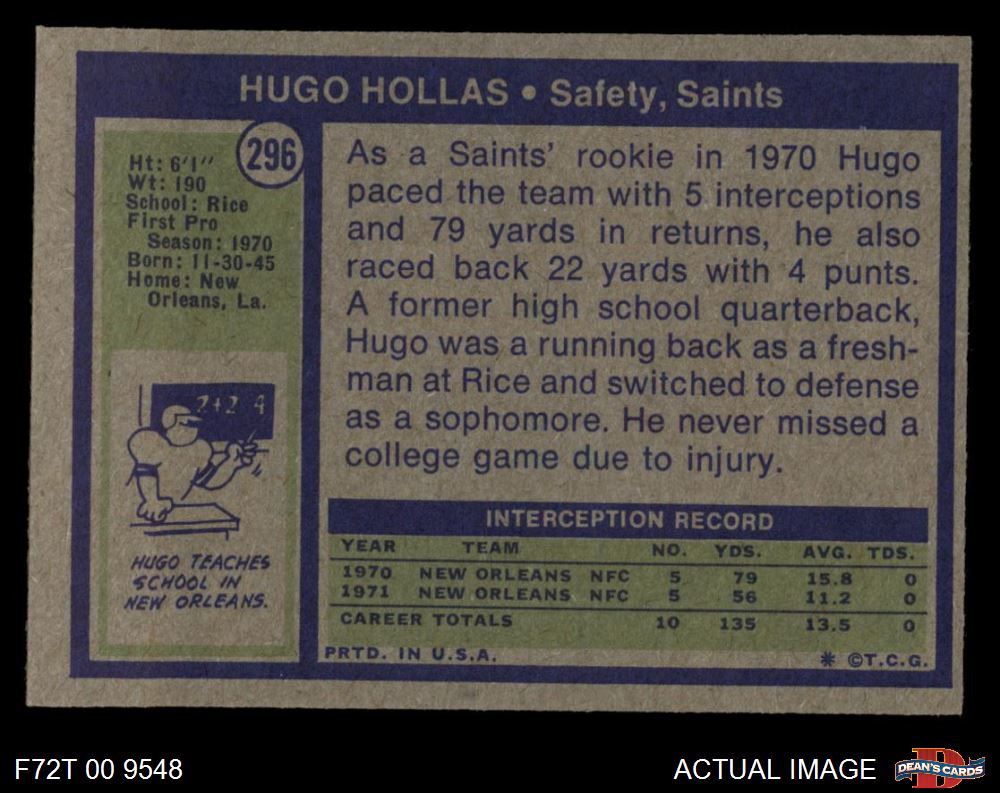 HUGO HOLLAS • Safety, Saints
296
Ht: 6'1"
Wt: 190
School: Rice
First Pro
Season: 1970
Born: 11-30-45
Home: New
Orleans, La.
2+2 4
HUGO TEACHES
SCHOOL IN
NEW ORLEANS.
As a Saints' rookie in 1970 Hugo
paced the team with 5 interceptions
and 79 yards in returns, he also
raced back 22 yards with 4 punts.
A former high school quarterback,
Hugo was a running back as a fresh-
man at Rice and switched to defense
as a sophomore. He never missed a
college game due to injury.
INTERCEPTION RECORD
YEAR TEAM NO. YDS. AVG. TDS.
1970 NEW ORLEANS NFC 5 79 15.8 0
1971 NEW ORLEANS NFC 5 56 11.2 0
CAREER TOTALS 10 135 13.5 0
PRTD. IN U.S.A. * ©T.C.G.
F72T 00 9548
ACTUAL IMAGE
DEAN'S CARDS